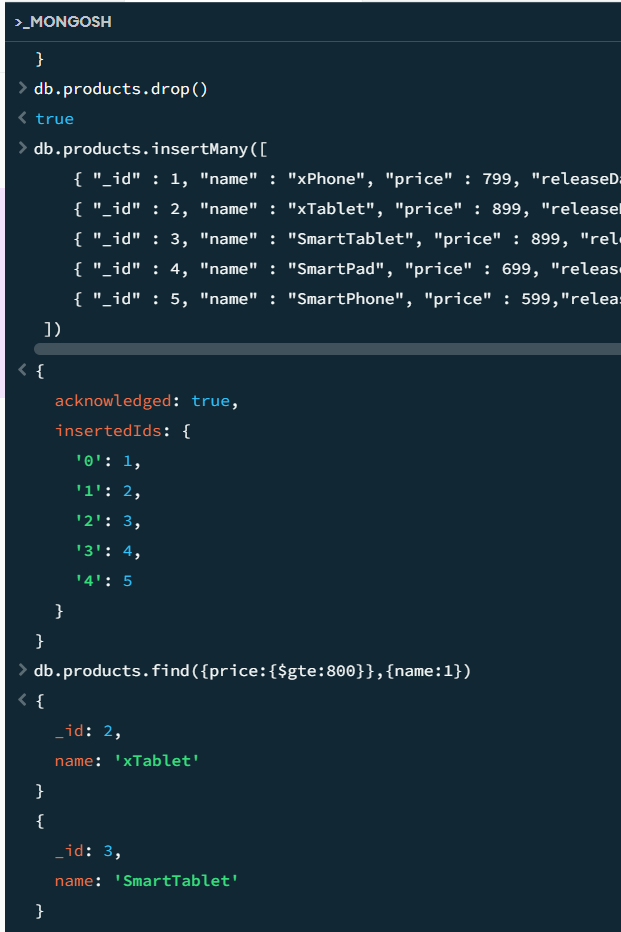 >_MONGOSH
}
> db.products.drop()
< true
> db.products.insertMany([
{ "_id" : 1, "name" : "xPhone", "price" : 799, "releaseDa
{ "_id" : 2, "name" : "xTablet", "price" : 899, "release
{ "_id" : 3, "name" : "SmartTablet", "price" : 899, "rel
{ "_id" : 4, "name" : "SmartPad", "price" : 699, "release
{ "_id" : 5, "name" : "SmartPhone", "price" : 599,"relea
])
< {
acknowledged: true,
insertedIds: {
'0': 1,
'1': 2,
'2': 3,
'3': 4,
'4': 5
}
}
> db.products.find({price:{$gte:800}},{name:1})
< {
_id: 2,
name: 'xTablet'
}
{
_id: 3,
name: 'SmartTablet'
}